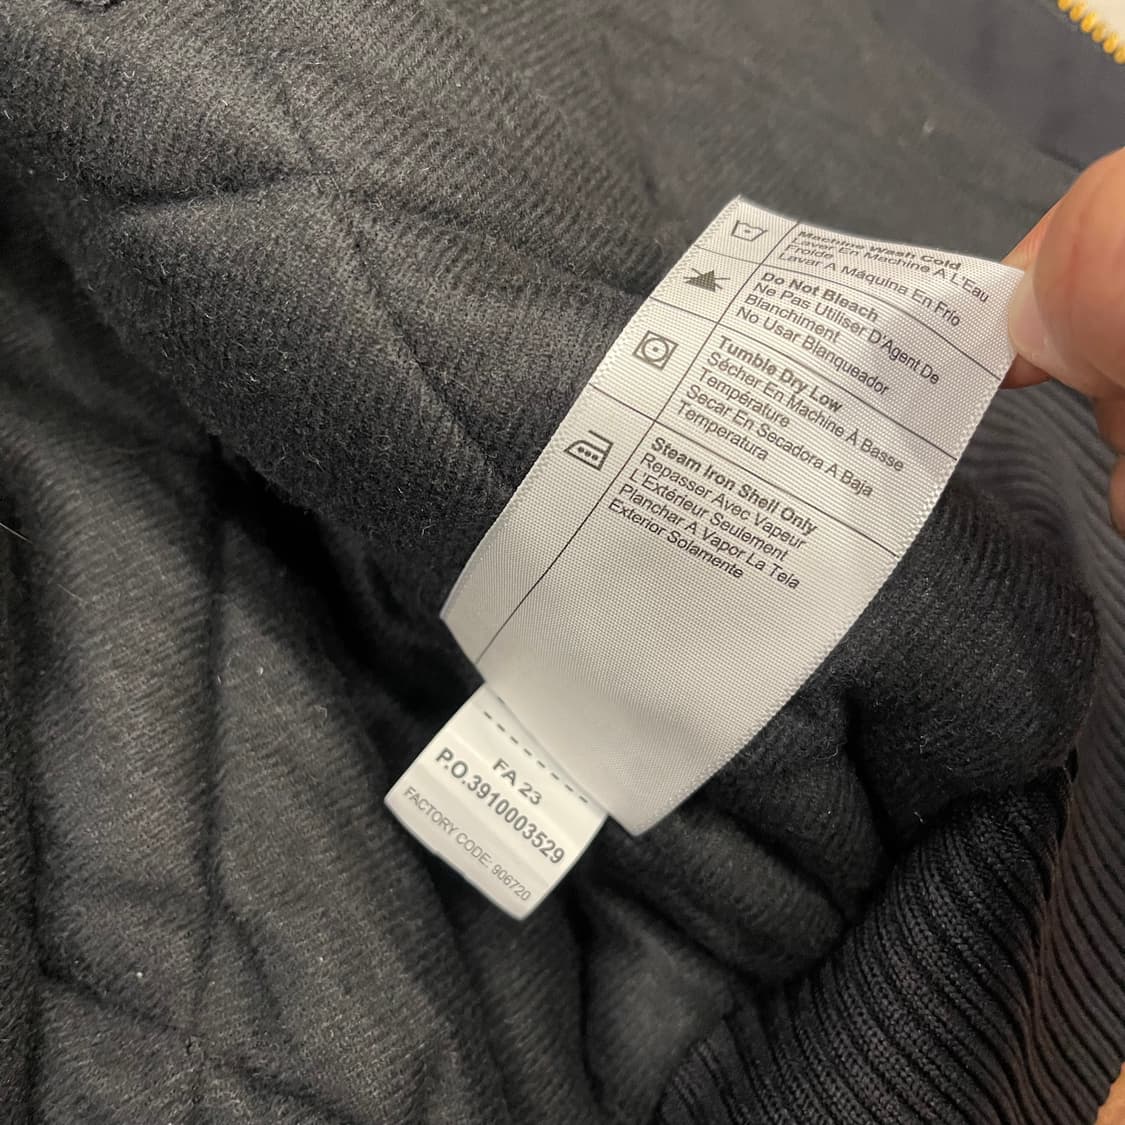 Machine Wash Cold
Laver En Machine À L'Eau
Froide
Lavar A Máquina En Frío
Do Not Bleach
Ne Pas Utiliser D'Agent De
Blanchiment
No Usar Blanqueador
Tumble Dry Low
Sécher En Machine À Basse
Température
Secar En Secadora A Baja
Temperatura
Steam Iron Shell Only
Repasser Avec Vapeur
L'Extérieur Seulement
Planchar A Vapor La Tela
Exterior Solamente
FA 23
P.O.3910003529
FACTORY CODE: 906720